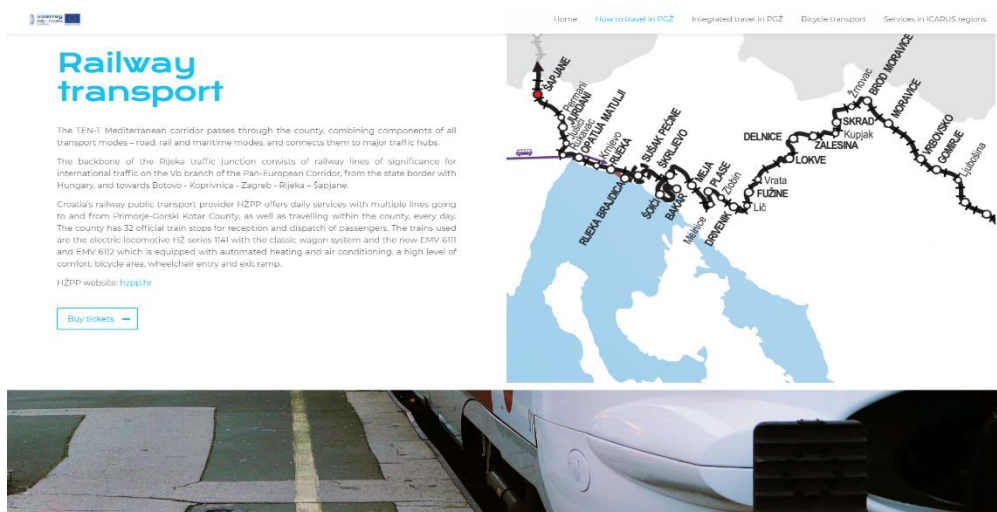 interreg
Home How to travel in PGŽ Integrated travel in PGŽ Bicycle transport Services in ICARUS regions
Railway
transport
The TEN-T Mediterranean corridor passes through the county, combining components of all
transport modes – road, rail and maritime modes, and connects them to major traffic hubs.
The backbone of the Rijeka traffic junction consists of railway lines of significance for
international traffic on the Vb branch of the Pan-European Corridor, from the state border with
Hungary, and towards Botovo - Koprivnica - Zagreb - Rijeka – Šapjane.
Croatia's railway public transport provider HŽPP offers daily services with multiple lines going
to and from Primorje-Gorski Kotar County, as well as travelling within the county, every day.
The county has 32 official train stops for reception and dispatch of passengers. The trains used
are the electric locomotive HŽ series 1141 with the classic wagon system and the new EMV 6111
and EMV 6112 which is equipped with automated heating and air conditioning, a high level of
comfort, bicycle area, wheelchair entry and exit ramp.
HŽPP website: hzpp.hr
Buy tickets
ŠAPJANE
Permani
JURDANI
Jušići
Rukavac
OPATIJA MATULJI
Krnjevo
RIJEKA
RIJEKA BRAJDICA
SUŠAK PEĆINE
ŠOIĆI
ŠKRLJEVO
BAKAR
MEJA
PLASE
Melnice
Zlobin
DRIVENIK
Lič
FUŽINE
Vrata
LOKVE
DELNICE
ZALESINA
Kupjak
SKRAD
Žrnovac
BROD MORAVICE
MORAVICE
VRBOVSKO
GOMIRJE
Ljubošina